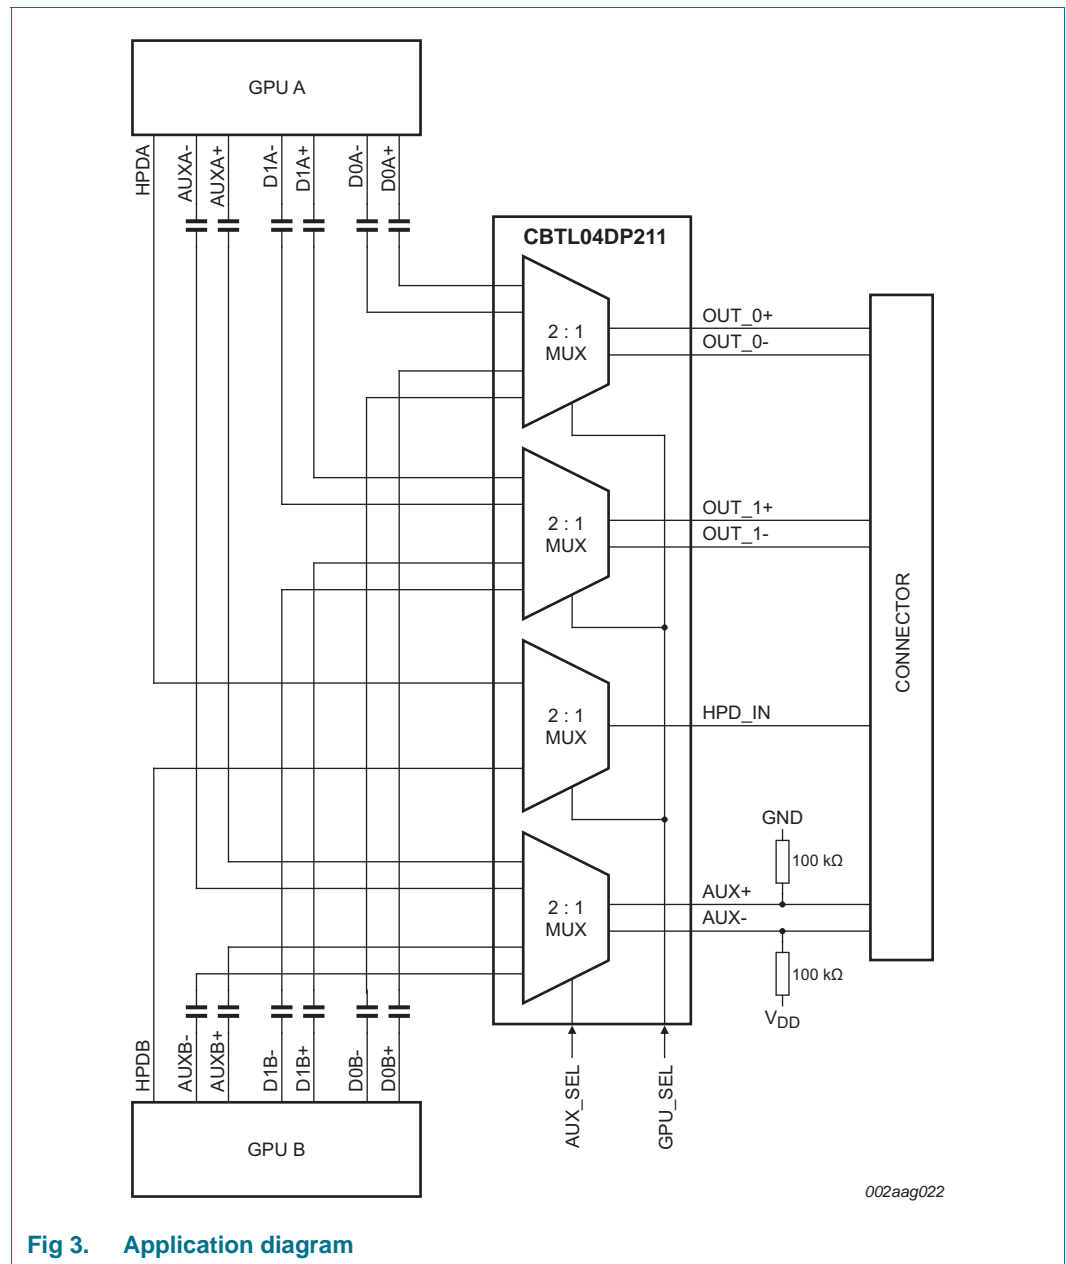 GPU A
HPDA
AUXA-
AUXA+
D1A-
D1A+
D0A-
D0A+
CBTL04DP211
2 : 1
MUX
OUT_0+
OUT_0-
2 : 1
MUX
OUT_1+
OUT_1-
CONNECTOR
2 : 1
MUX
HPD_IN
GND
100 kΩ
2 : 1
MUX
AUX+
AUX-
100 kΩ
VDD
HPDB
AUXB-
AUXB+
D1B-
D1B+
D0B-
D0B+
AUX_SEL
GPU_SEL
GPU B
002aag022
Fig 3. Application diagram